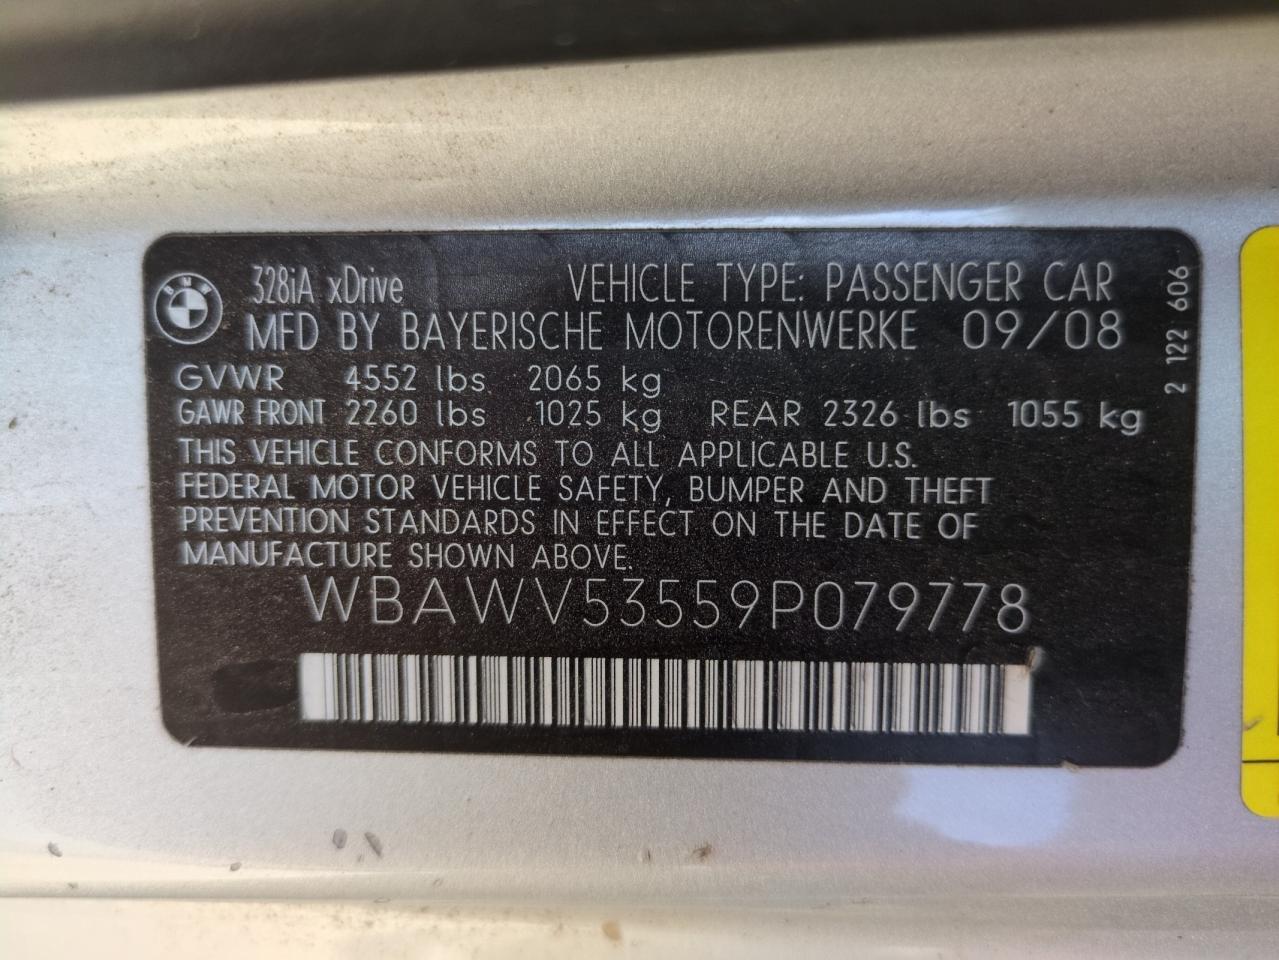 BMW
328iA xDrive VEHICLE TYPE: PASSENGER CAR
MFD BY BAYERISCHE MOTORENWERKE 09/08
GVWR 4552 lbs 2065 kg
GAWR FRONT 2260 lbs 1025 kg REAR 2326 lbs 1055 kg
THIS VEHICLE CONFORMS TO ALL APPLICABLE U.S.
FEDERAL MOTOR VEHICLE SAFETY, BUMPER AND THEFT
PREVENTION STANDARDS IN EFFECT ON THE DATE OF
MANUFACTURE SHOWN ABOVE.
WBAWV53559P079778
2 122 606